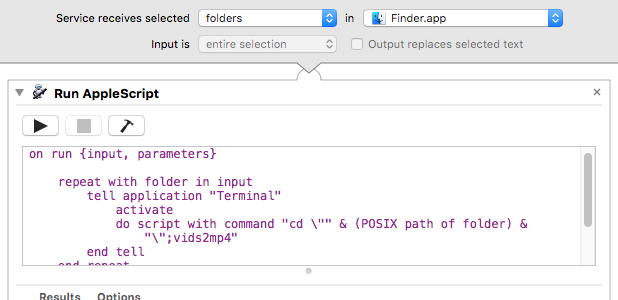 Service receives selected folders in Finder.app
Input is entire selection Output replaces selected text
Run AppleScript
on run {input, parameters}
repeat with folder in input
tell application "Terminal"
activate
do script with command "cd \"" & (POSIX path of folder) &
"\";vids2mp4"
end tell
end repeat
Results Options